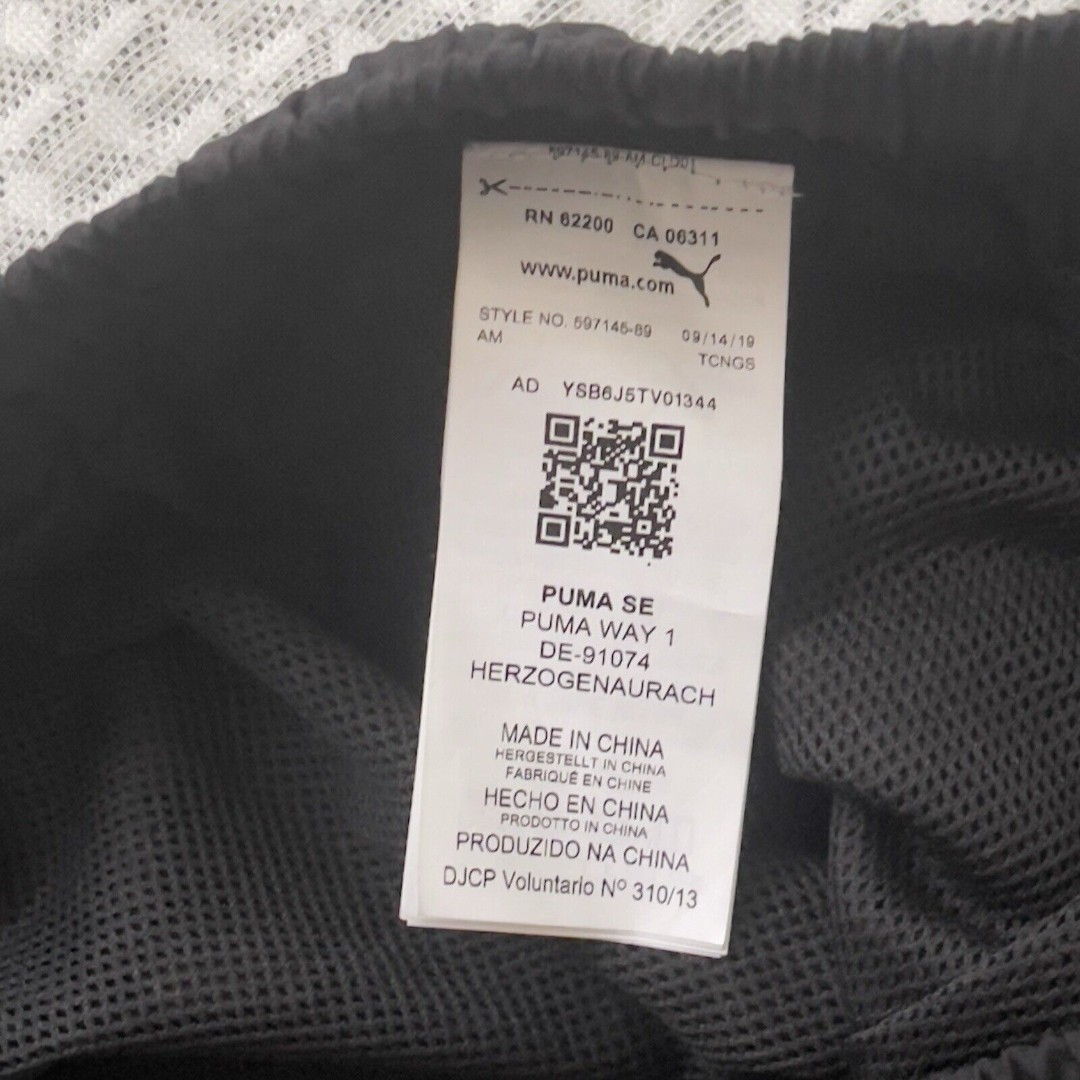 RN 62200 CA 06311
www.puma.com
STYLE NO. 597145-89 09/14/19
AM TCNGS
AD YSB6J5TV01344
PUMA SE
PUMA WAY 1
DE-91074
HERZOGENAURACH
MADE IN CHINA
HERGESTELLT IN CHINA
FABRIQUÉ EN CHINE
HECHO EN CHINA
PRODOTTO IN CHINA
PRODUZIDO NA CHINA
DJCP Voluntario Nº 310/13